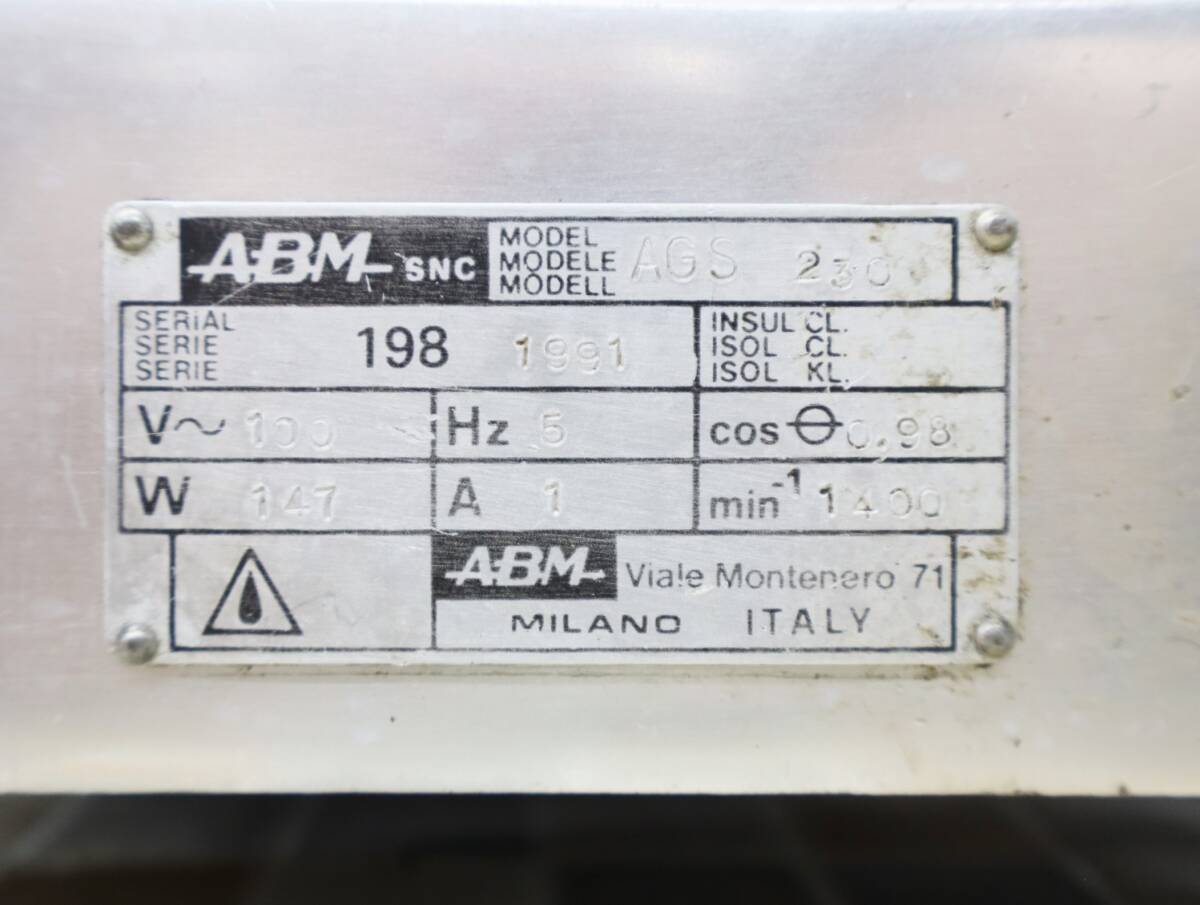 ABM SNC MODEL MODELE MODELL AGS 230
SERIAL SERIE SERIE 198 1991
INSUL CL. ISOL CL. ISOL KL.
V~ 100 Hz 5 cos ϴ 0,98
W 147 A 1 min-1 1400
ABM Viale Montenero 71
MILANO ITALY